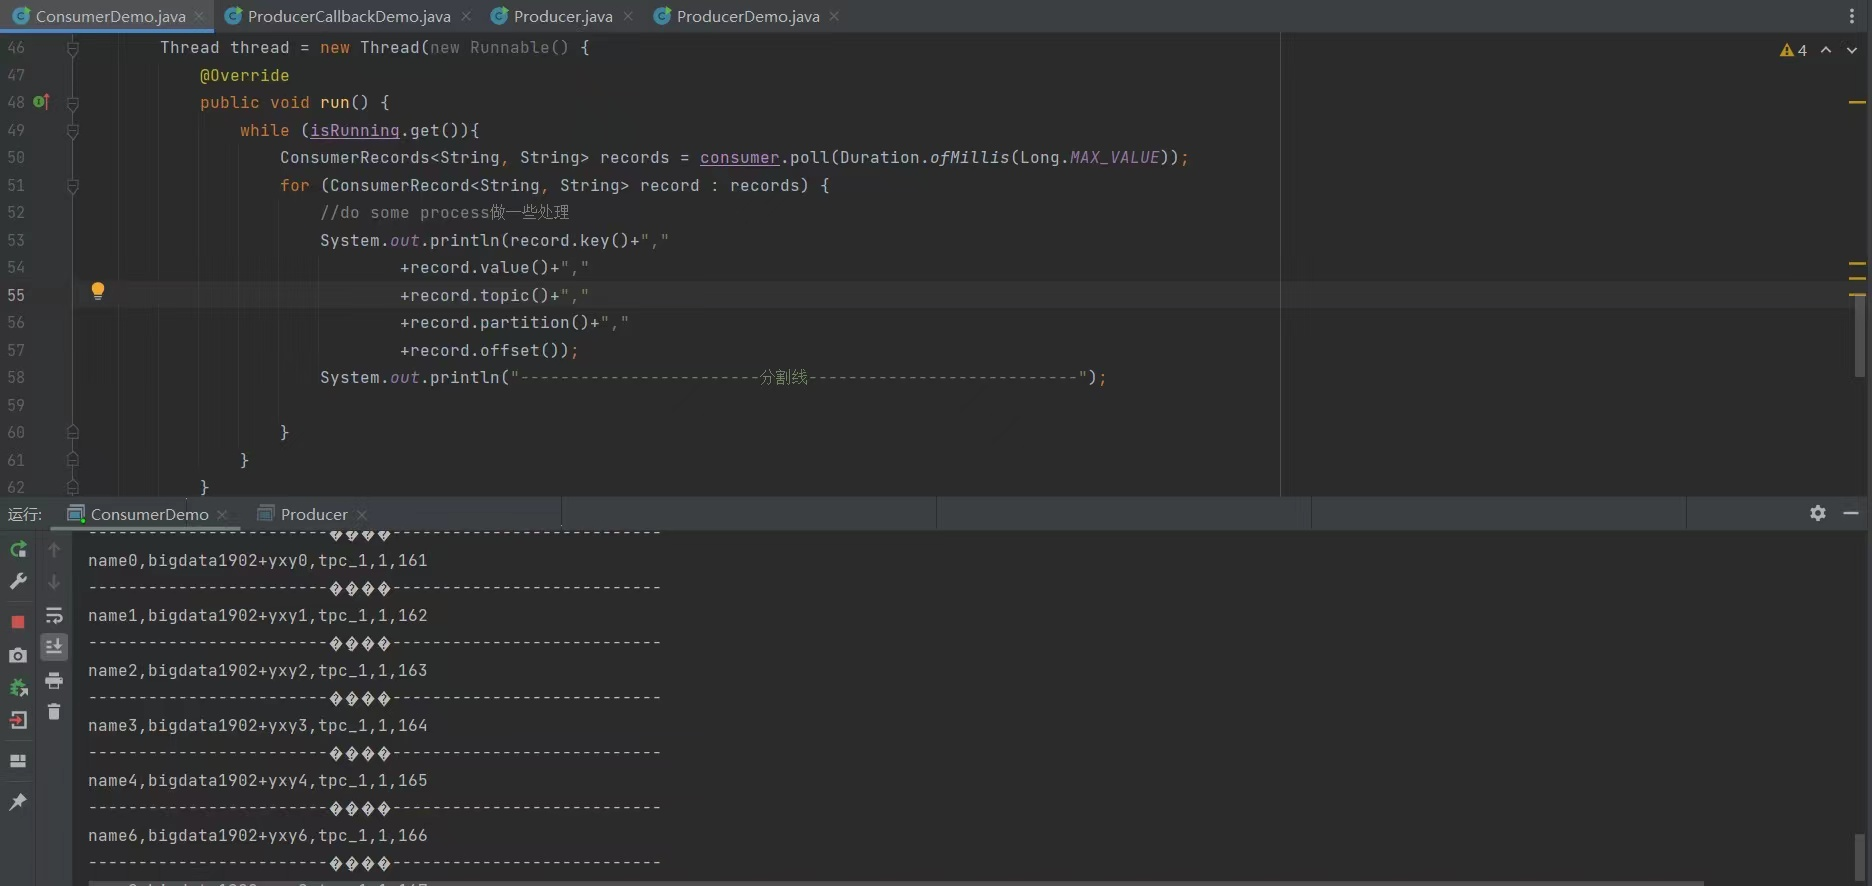 ConsumerDemo.java ProducerCallbackDemo.java Producer.java ProducerDemo.java
46 Thread thread = new Thread(new Runnable() {
4
47 @Override
48 public void run() {
49 while (isRunning.get()){
50 ConsumerRecords<String, String> records = consumer.poll(Duration.ofMillis(Long.MAX_VALUE));
51 for (ConsumerRecord<String, String> record : records) {
52 //do some process做一些处理
53 System.out.println(record.key()+","
54 +record.value()+","
55 +record.topic()+","
56 +record.partition()+","
57 +record.offset());
58 System.out.println("------------------------分割线---------------------------");
59
60 }
61 }
62 }
运行: ConsumerDemo Producer
------------------------����---------------------------
name0,bigdata1902+yxy0,tpc_1,1,161
------------------------����---------------------------
name1,bigdata1902+yxy1,tpc_1,1,162
------------------------����---------------------------
name2,bigdata1902+yxy2,tpc_1,1,163
------------------------����---------------------------
name3,bigdata1902+yxy3,tpc_1,1,164
------------------------����---------------------------
name4,bigdata1902+yxy4,tpc_1,1,165
------------------------����---------------------------
name6,bigdata1902+yxy6,tpc_1,1,166
------------------------����---------------------------